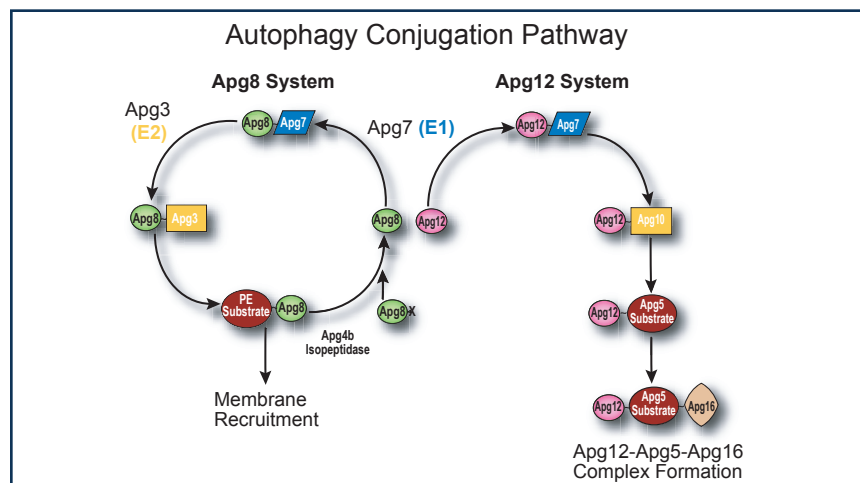 Autophagy Conjugation Pathway
Apg8 System
Apg12 System
Apg3
(E2)
Apg8
Apg7
Apg7 (E1)
Apg12
Apg7
Apg8
Apg3
Apg8
Apg12
Apg12
Apg10
PE
Substrate
Apg8
Apg8-X
Apg4b
Isopeptidase
Apg12
Apg5
Substrate
Membrane
Recruitment
Apg12
Apg5
Substrate
Apg16
Apg12-Apg5-Apg16
Complex Formation